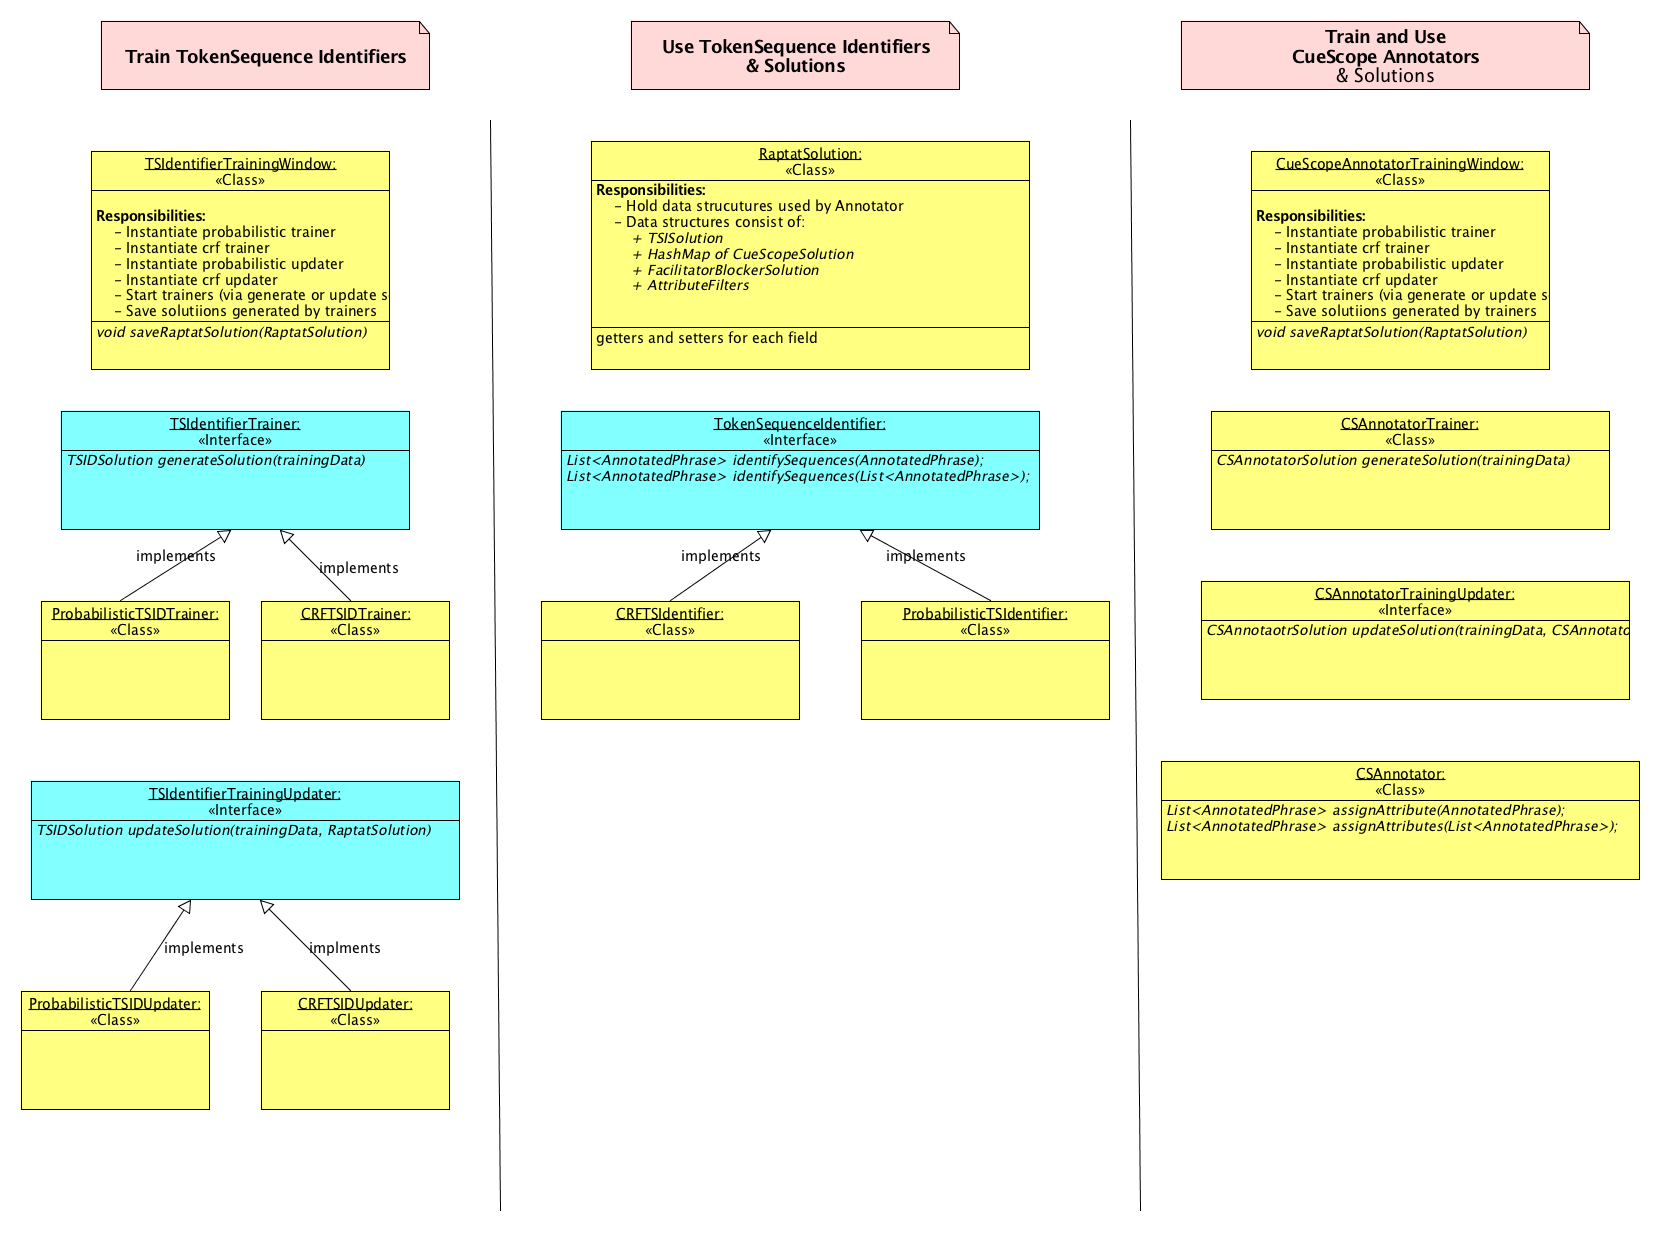 Train TokenSequence Identifiers
Use TokenSequence Identifiers
& Solutions
Train and Use
CueScope Annotators
& Solutions
TSIdentifierTrainingWindow:
«Class»
Responsibilities:
– Instantiate probabilistic trainer
– Instantiate crf trainer
– Instantiate probabilistic updater
– Instantiate crf updater
– Start trainers (via generate or update s
– Save solutiions generated by trainers
void saveRaptatSolution(RaptatSolution)
TSIdentifierTrainer:
«Interface»
TSIDSolution generateSolution(trainingData)
implements
implements
ProbabilisticTSIDTrainer:
«Class»
CRFTSIDTrainer:
«Class»
TSIdentifierTrainingUpdater:
«Interface»
TSIDSolution updateSolution(trainingData, RaptatSolution)
implements
implments
ProbabilisticTSIDUpdater:
«Class»
CRFTSIDUpdater:
«Class»
RaptatSolution:
«Class»
Responsibilities:
– Hold data strucutures used by Annotator
– Data structures consist of:
+ TSISolution
+ HashMap of CueScopeSolution
+ FacilitatorBlockerSolution
+ AttributeFilters
getters and setters for each field
TokenSequenceIdentifier:
«Interface»
List<AnnotatedPhrase> identifySequences(AnnotatedPhrase);
List<AnnotatedPhrase> identifySequences(List<AnnotatedPhrase>);
implements
implements
CRFTSIdentifier:
«Class»
ProbabilisticTSIdentifier:
«Class»
CueScopeAnnotatorTrainingWindow:
«Class»
Responsibilities:
– Instantiate probabilistic trainer
– Instantiate crf trainer
– Instantiate probabilistic updater
– Instantiate crf updater
– Start trainers (via generate or update s
– Save solutiions generated by trainers
void saveRaptatSolution(RaptatSolution)
CSAnnotatorTrainer:
«Class»
CSAnnotatorSolution generateSolution(trainingData)
CSAnnotatorTrainingUpdater:
«Interface»
CSAnnotaotrSolution updateSolution(trainingData, CSAnnotato
CSAnnotator:
«Class»
List<AnnotatedPhrase> assignAttribute(AnnotatedPhrase);
List<AnnotatedPhrase> assignAttributes(List<AnnotatedPhrase>);